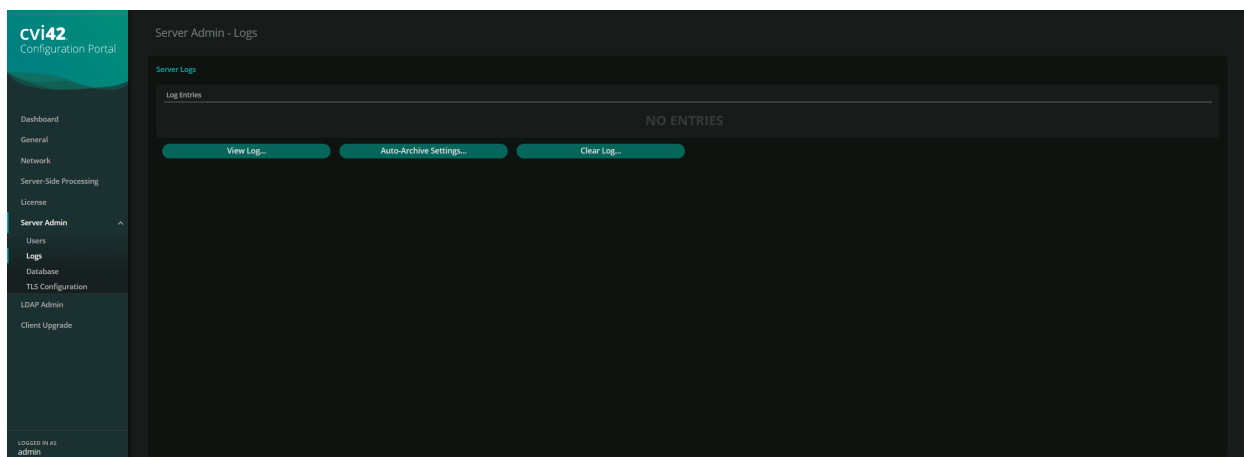 cvi42
Configuration Portal
Dashboard
General
Network
Server-Side Processing
License
Server Admin
Users
Logs
Database
TLS Configuration
LDAP Admin
Client Upgrade
LOGGED IN AS
admin
Server Admin - Logs
Server Logs
Log Entries
NO ENTRIES
View Log... Auto-Archive Settings... Clear Log...